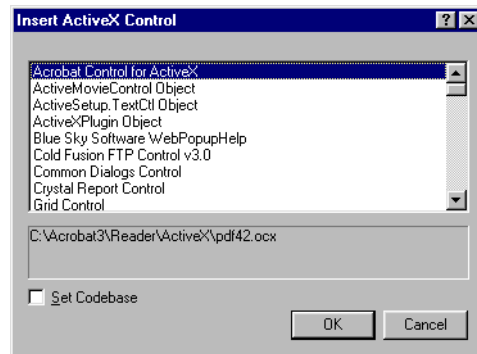 Insert ActiveX Control
Acrobat Control for ActiveX
ActiveMovieControl Object
ActiveSetup.TextCtl Object
ActiveXPlugin Object
Blue Sky Software WebPopupHelp
Cold Fusion FTP Control v3.0
Common Dialogs Control
Crystal Report Control
Grid Control
C:\Acrobat3\Reader\ActiveX\pdf42.ocx
Set Codebase
OK Cancel